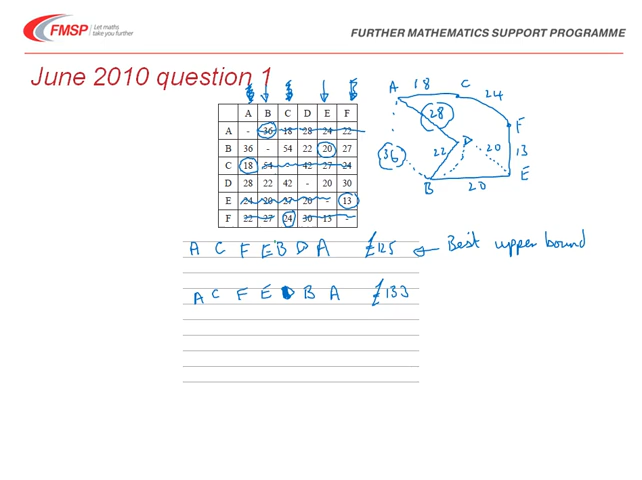 FMSP Let maths take you further
FURTHER MATHEMATICS SUPPORT PROGRAMME
June 2010 question 1
A B C D E F
A - 36 18 28 24 22
B 36 - 54 22 20 27
C 18 54 - 42 27 24
D 28 22 42 - 20 30
E 24 20 27 20 - 13
F 22 27 24 30 13 -
A 18 C
24
28
F
D
36 22 20 13
B 20 E
A C F E B D A £125 Best upper bound
A C F E D B A £133